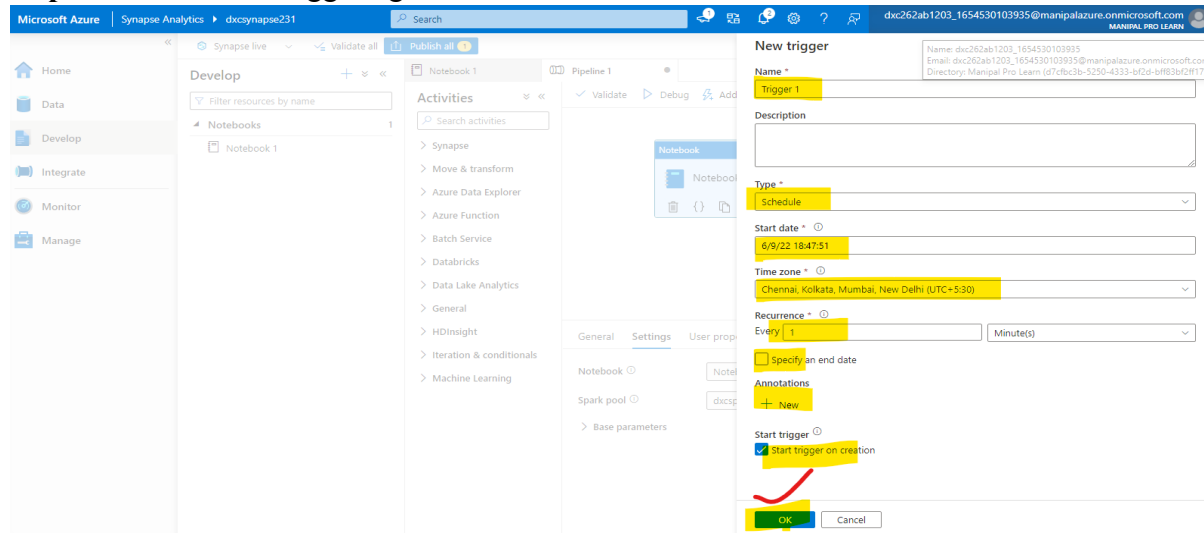 Microsoft Azure Synapse Analytics dxcsynapse231 Search 1 2 ? dxc262ab1203_1654530103935@manipalazure.onmicrosoft.com
MANIPAL PRO LEARN
Synapse live Validate all Publish all 1
Home
Data
Develop
Integrate
Monitor
Manage
Develop
Filter resources by name
Notebooks 1
Notebook 1
Notebook 1 Pipeline 1
Activities
Search activities
Synapse
Move & transform
Azure Data Explorer
Azure Function
Batch Service
Databricks
Data Lake Analytics
General
HDInsight
Iteration & conditionals
Machine Learning
Validate Debug Add
Notebook
General Settings
Notebook
Spark pool
Base parameters
New trigger
Name: dxc262ab1203_1654530103935
Email: dxc262ab1203_1654530103935@manipalazure.onmicrosoft.com
Directory: Manipal Pro Learn
Name *
Trigger 1
Description
Type *
Schedule
Start date *
6/9/22 18:47:51
Time zone *
Chennai, Kolkata, Mumbai, New Delhi (UTC+5:30)
Recurrence *
Every 1 Minute(s)
Specify an end date
Annotations
+ New
Start trigger
Start trigger on creation
OK Cancel